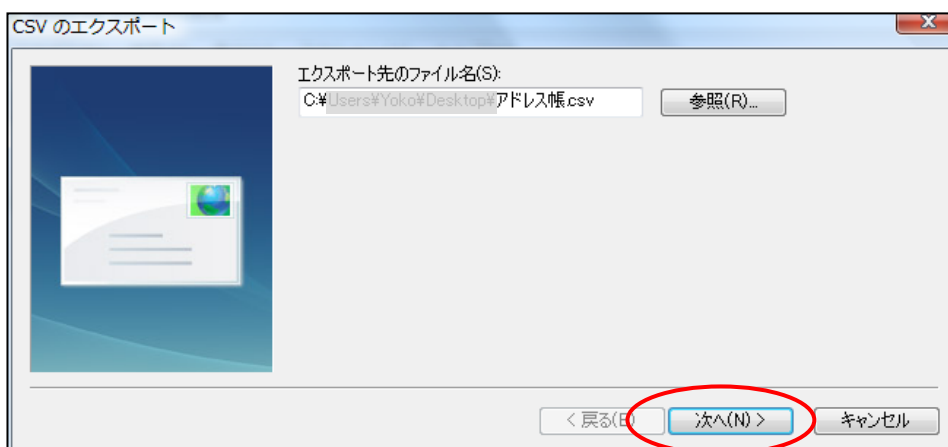 CSV のエクスポート
エクスポート先のファイル名(S):
C:¥Users¥Yoko¥Desktop¥アドレス帳.csv
参照(R)...
< 戻る(B)
次へ(N) >
キャンセル